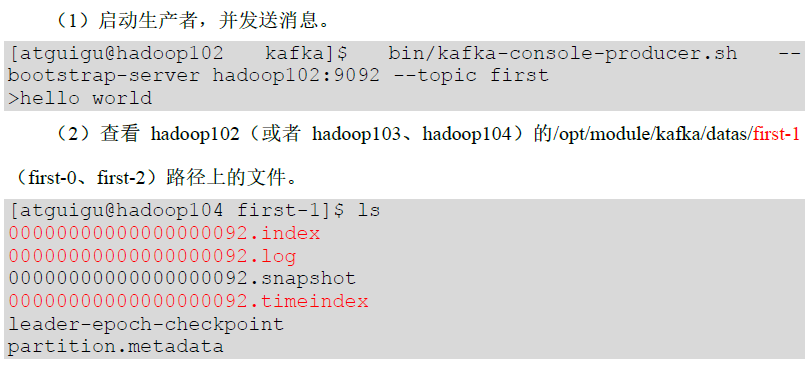 （1）启动生产者，并发送消息。
[atguigu@hadoop102 kafka]$ bin/kafka-console-producer.sh --
bootstrap-server hadoop102:9092 --topic first
>hello world
（2）查看 hadoop102（或者 hadoop103、hadoop104）的/opt/module/kafka/datas/first-1
（first-0、first-2）路径上的文件。
[atguigu@hadoop104 first-1]$ ls
00000000000000000092.index
00000000000000000092.log
00000000000000000092.snapshot
00000000000000000092.timeindex
leader-epoch-checkpoint
partition.metadata